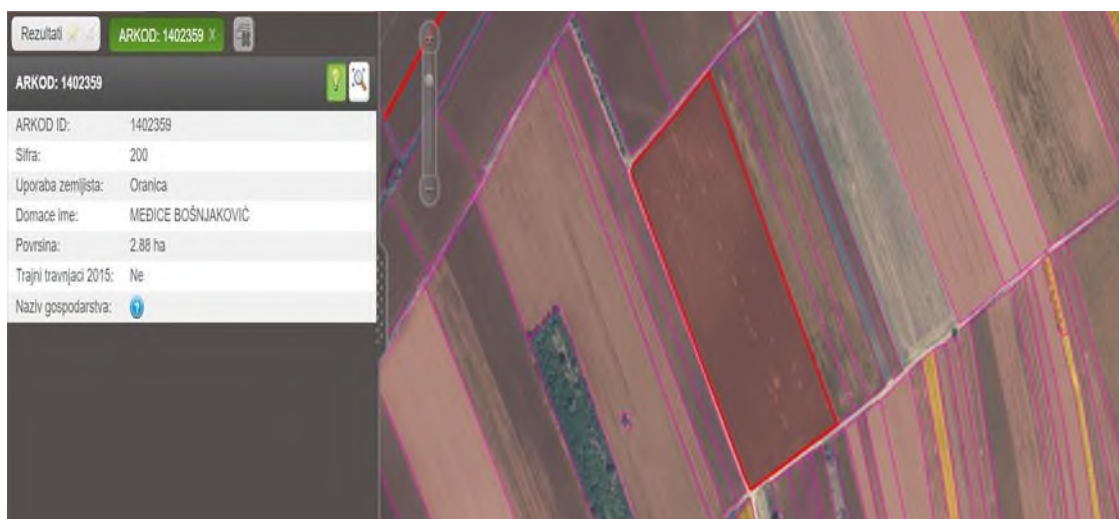 Rezultati
ARKOD: 1402359 X
ARKOD: 1402359
ARKOD ID: 1402359
Sifra: 200
Uporaba zemljista: Oranica
Domace ime: MEĐICE BOŠNJAKOVIĆ
Povrsina: 2.88 ha
Trajni travnjaci 2015: Ne
Naziv gospodarstva: ?